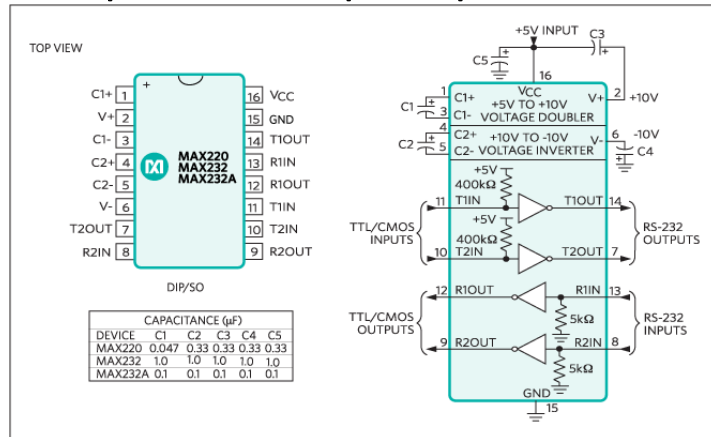 TOP VIEW
+
C1+ 1
V+ 2
C1- 3
C2+ 4
C2- 5
V- 6
T2OUT 7
R2IN 8
MAX220
MAX232
MAX232A
16 VCC
15 GND
14 T1OUT
13 R1IN
12 R1OUT
11 T1IN
10 T2IN
9 R2OUT
DIP/SO
CAPACITANCE (µF)
DEVICE C1 C2 C3 C4 C5
MAX220 0.047 0.33 0.33 0.33 0.33
MAX232 1.0 1.0 1.0 1.0 1.0
MAX232A 0.1 0.1 0.1 0.1 0.1
+5V INPUT
C3
C5 +
+
16
VCC
1 C1+
C1 +
3 C1-
+5V TO +10V
VOLTAGE DOUBLER
V+ 2 +10V
4 C2+
C2 +
5 C2-
+10V TO -10V
VOLTAGE INVERTER
V- 6 -10V
C4
+
+5V
400kΩ
11 T1IN
T1OUT 14
+5V
400kΩ
10 T2IN
T2OUT 7
TTL/CMOS
INPUTS
RS-232
OUTPUTS
12 R1OUT
R1IN 13
5kΩ
9 R2OUT
R2IN 8
5kΩ
TTL/CMOS
OUTPUTS
RS-232
INPUTS
GND
15